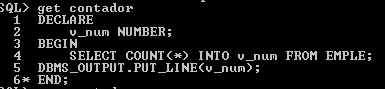 SQL> get contador
  1  DECLARE
  2      v_num NUMBER;
  3  BEGIN
  4      SELECT COUNT(*) INTO v_num FROM EMPLE;
  5  DBMS_OUTPUT.PUT_LINE(v_num);
  6* END;